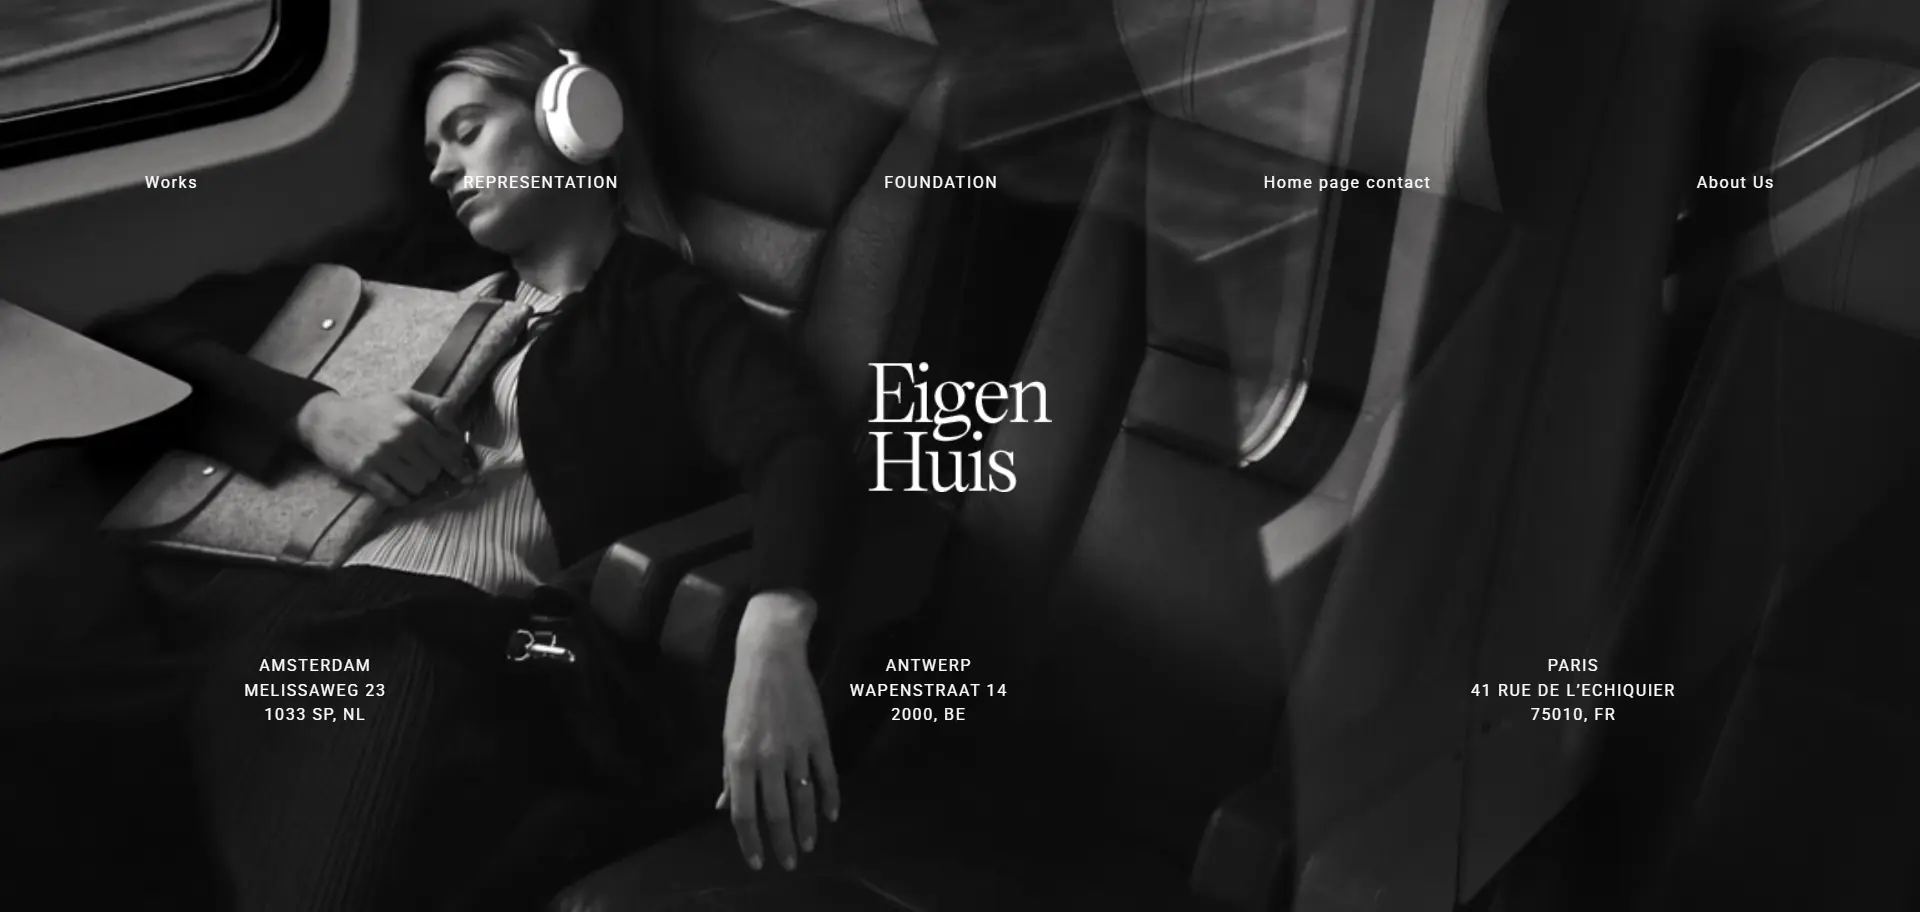 Works
REPRESENTATION
FOUNDATION
Home page contact
About Us
Eigen
Huis
AMSTERDAM
MELISSAWEG 23
1033 SP, NL
ANTWERP
WAPENSTRAAT 14
2000, BE
PARIS
41 RUE DE L’ECHIQUIER
75010, FR